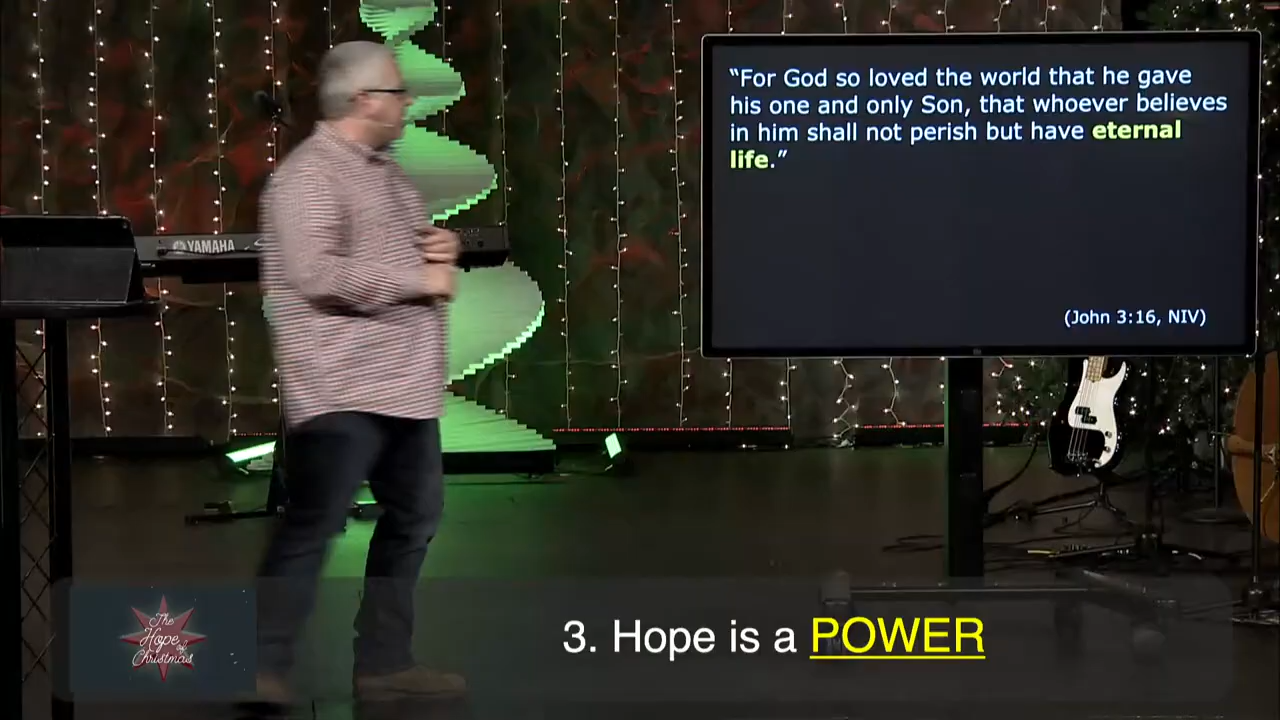 “For God so loved the world that he gave
his one and only Son, that whoever believes
in him shall not perish but have eternal
life.”
(John 3:16, NIV)
YAMAHA
The
Hope
of
Christmas
3. Hope is a POWER